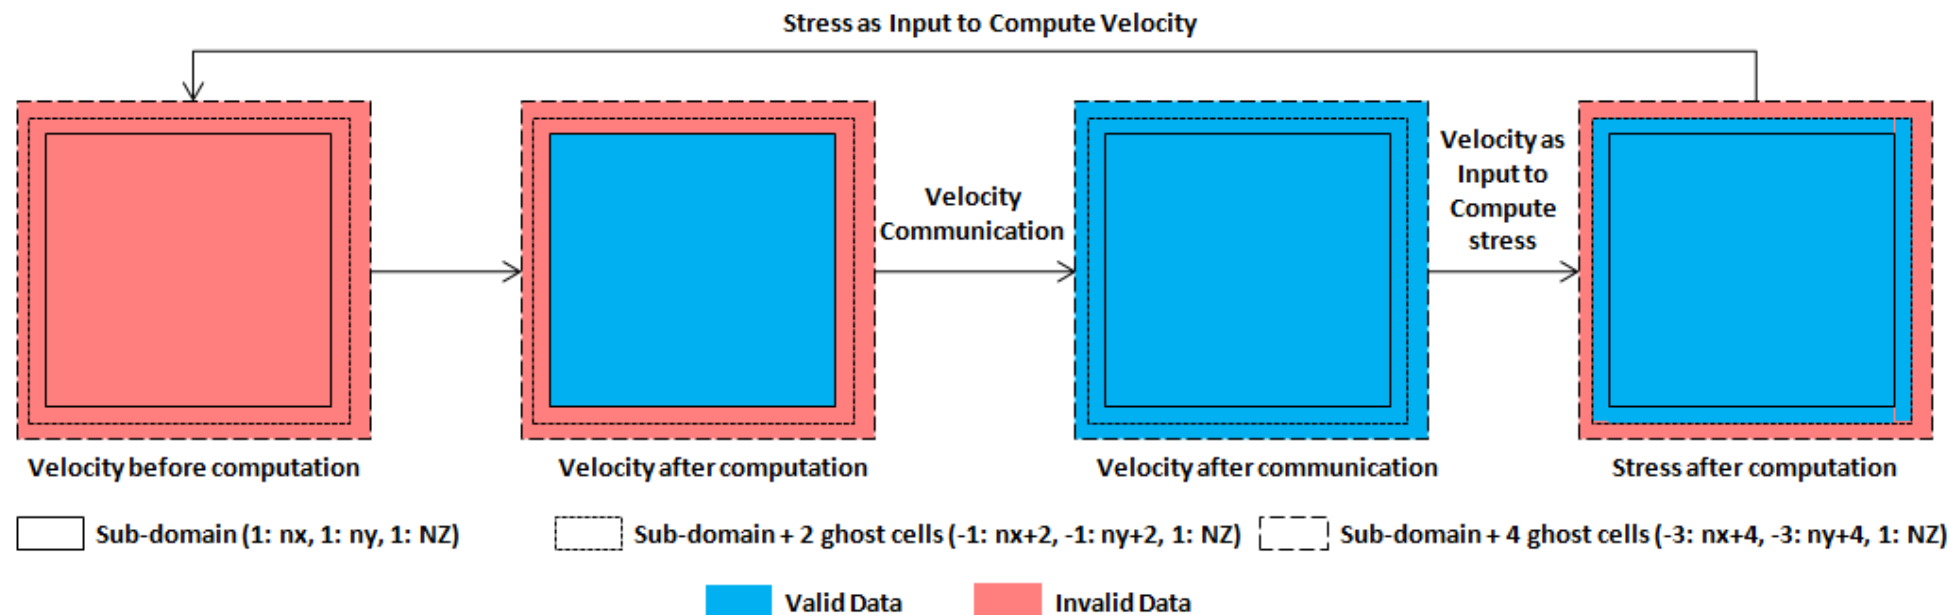 Stress as Input to Compute Velocity
Velocity
Communication
Velocity as
Input to
Compute
stress
Velocity before computation
Velocity after computation
Velocity after communication
Stress after computation
Sub-domain (1: nx, 1: ny, 1: NZ)
Sub-domain + 2 ghost cells (-1: nx+2, -1: ny+2, 1: NZ)
Sub-domain + 4 ghost cells (-3: nx+4, -3: ny+4, 1: NZ)
Valid Data
Invalid Data